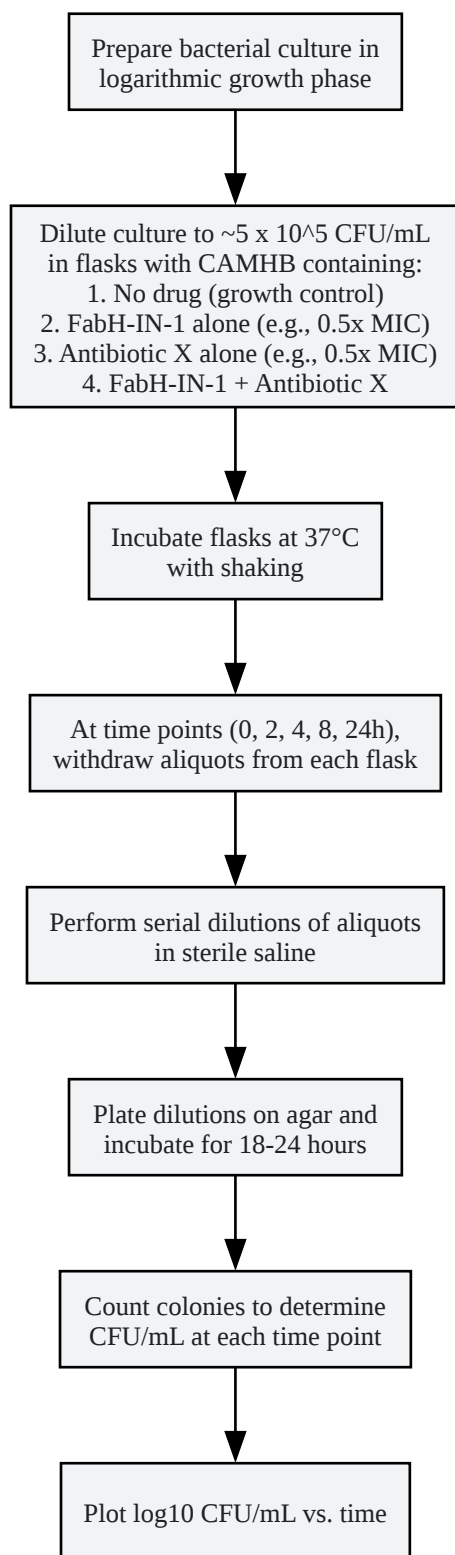 Prepare bacterial culture in
logarithmic growth phase
Dilute culture to ~5 x 10^5 CFU/mL
in flasks with CAMHB containing:
1. No drug (growth control)
2. FabH-IN-1 alone (e.g., 0.5x MIC)
3. Antibiotic X alone (e.g., 0.5x MIC)
4. FabH-IN-1 + Antibiotic X
Incubate flasks at 37°C
with shaking
At time points (0, 2, 4, 8, 24h),
withdraw aliquots from each flask
Perform serial dilutions of aliquots
in sterile saline
Plate dilutions on agar and
incubate for 18-24 hours
Count colonies to determine
CFU/mL at each time point
Plot log10 CFU/mL vs. time